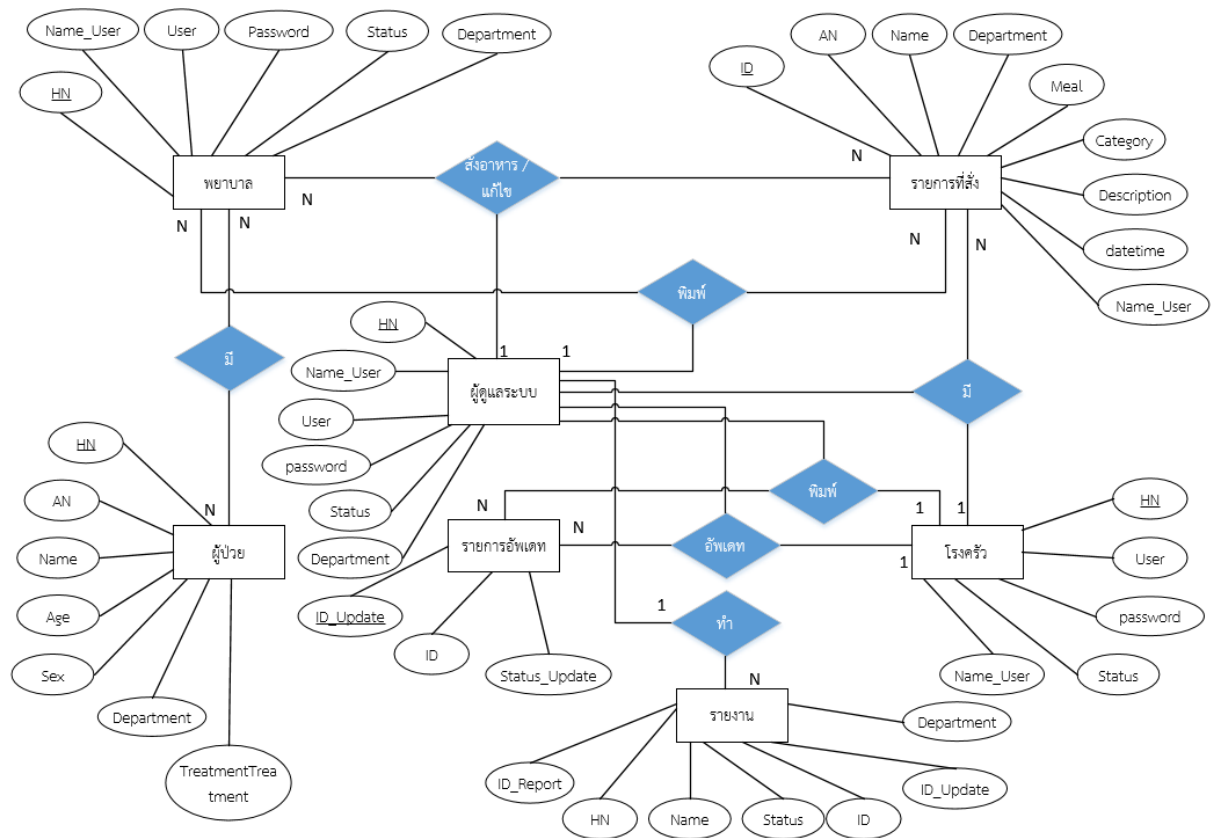 Name_User
User
Password
Status
Department
HN
พยาบาล
N
N
N
AN
Name
Department
ID
Meal
Category
Description
datetime
Name_User
N
รายการที่สั่ง
N
N
สั่งอาหาร /
แก้ไข
พิมพ์
มี
HN
Name_User
User
password
Status
Department
1
1
ผู้ดูแลระบบ
มี
HN
AN
Name
Age
Sex
Department
TreatmentTrea
tment
N
ผู้ป่วย
พิมพ์
N
N
รายการอัพเดท
อัพเดท
ID_Update
ID
Status_Update
1
1
1
โรงครัว
HN
User
password
Status
Name_User
1
ทำ
N
รายงาน
Department
ID_Report
HN
Name
Status
ID
ID_Update